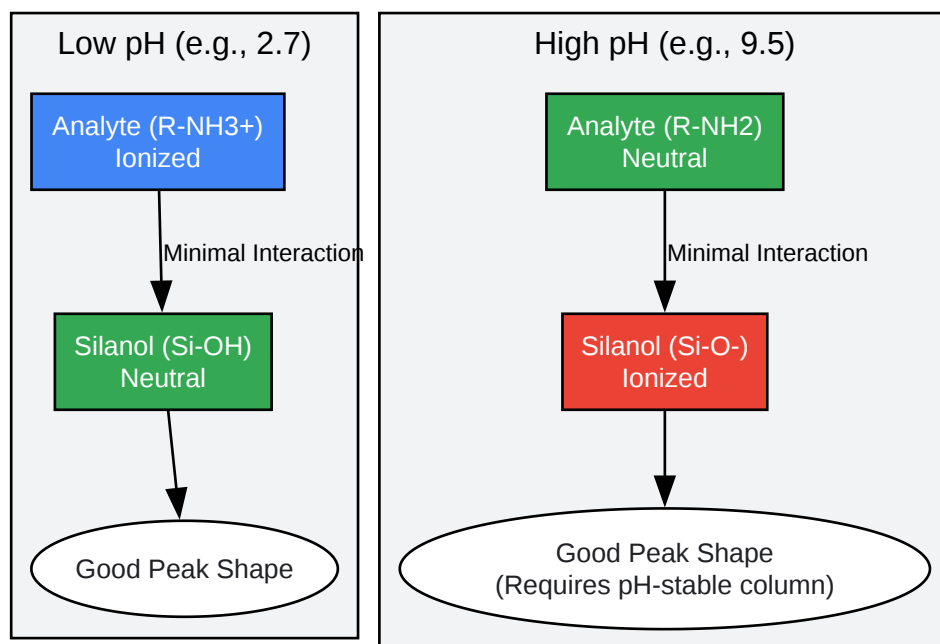 Low pH (e.g., 2.7)
Analyte (R-NH3+)
Ionized
Minimal Interaction
Silanol (Si-OH)
Neutral
Good Peak Shape
High pH (e.g., 9.5)
Analyte (R-NH2)
Neutral
Minimal Interaction
Silanol (Si-O-)
Ionized
Good Peak Shape
(Requires pH-stable column)